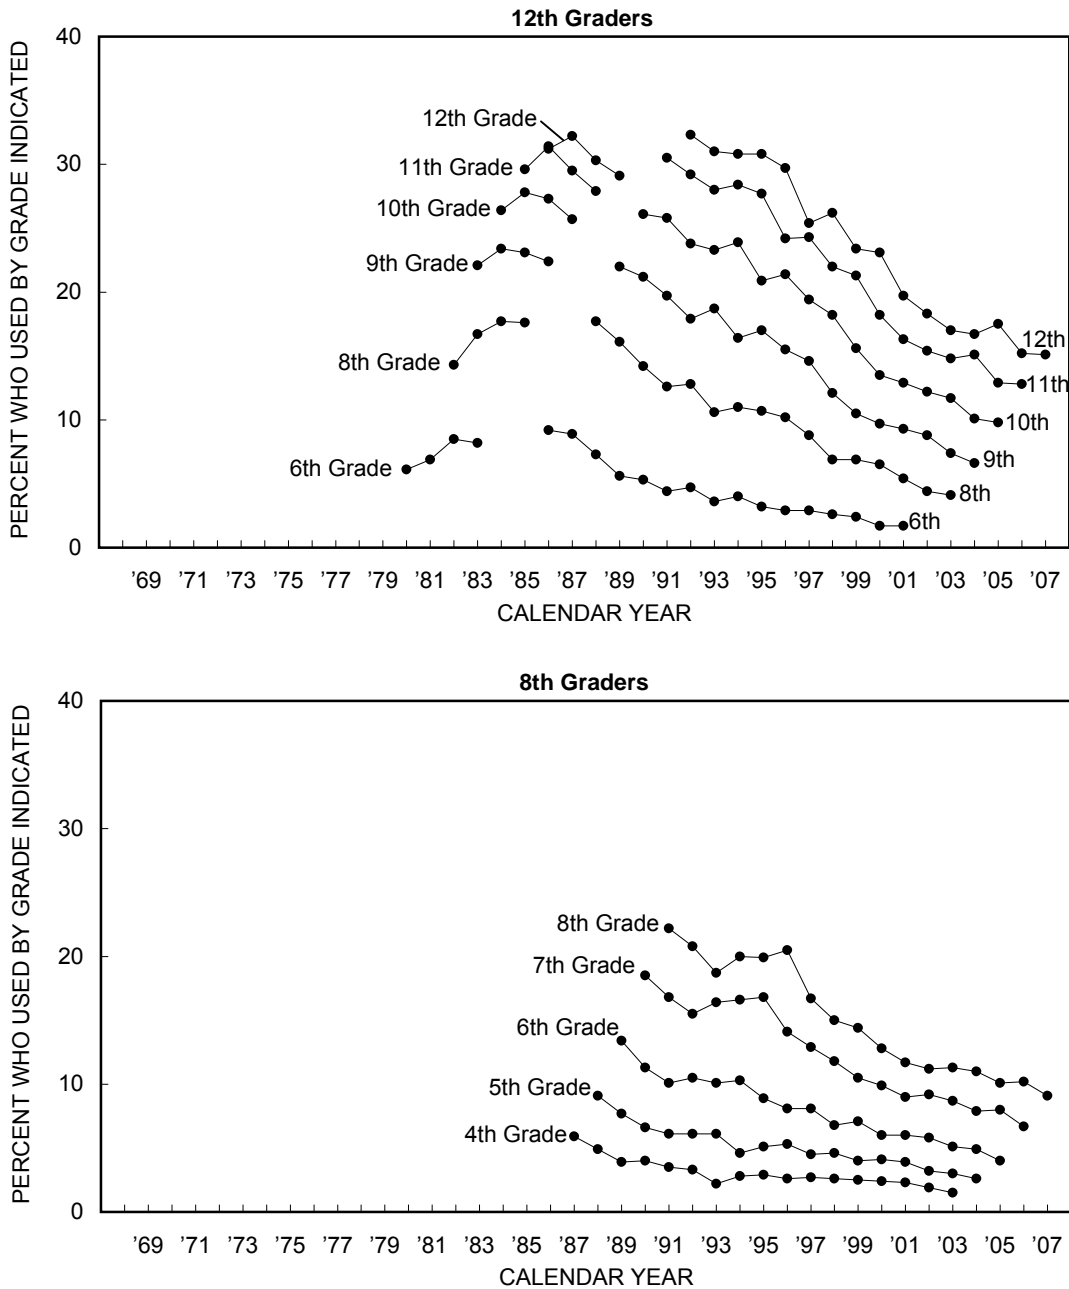 12th Graders
PERCENT WHO USED BY GRADE INDICATED
40
30
20
10
0
12th Grade
11th Grade
10th Grade
9th Grade
8th Grade
6th Grade
12th
11th
10th
9th
8th
6th
’69 ’71 ’73 ’75 ’77 ’79 ’81 ’83 ’85 ’87 ’89 ’91 ’93 ’95 ’97 ’99 ’01 ’03 ’05 ’07
CALENDAR YEAR
8th Graders
PERCENT WHO USED BY GRADE INDICATED
40
30
20
10
0
8th Grade
7th Grade
6th Grade
5th Grade
4th Grade
’69 ’71 ’73 ’75 ’77 ’79 ’81 ’83 ’85 ’87 ’89 ’91 ’93 ’95 ’97 ’99 ’01 ’03 ’05 ’07
CALENDAR YEAR